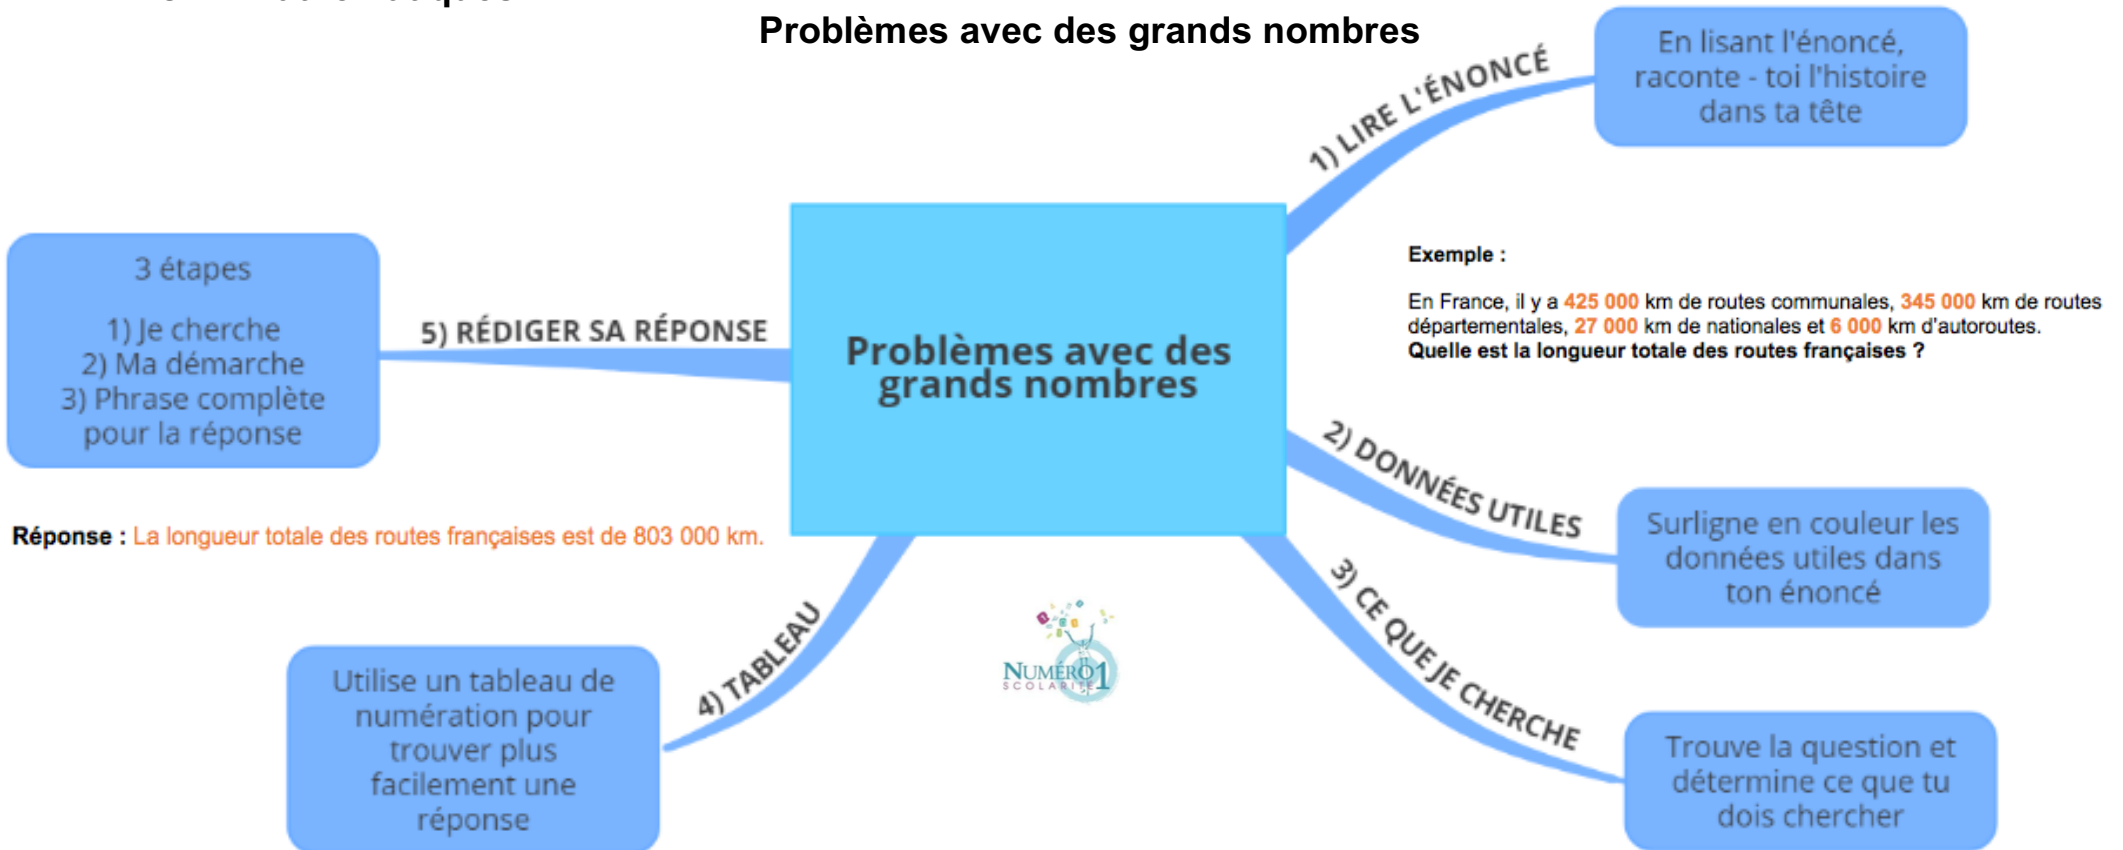 Problèmes avec des grands nombres
1) LIRE L'ÉNONCÉ
En lisant l'énoncé,
raconte - toi l'histoire
dans ta tête
Exemple :
En France, il y a 425 000 km de routes communales, 345 000 km de routes
départementales, 27 000 km de nationales et 6 000 km d'autoroutes.
Quelle est la longueur totale des routes françaises ?
Problèmes avec des
grands nombres
2) DONNÉES UTILES
Surligne en couleur les
données utiles dans
ton énoncé
3) CE QUE JE CHERCHE
Trouve la question et
détermine ce que tu
dois chercher
4) TABLEAU
Utilise un tableau de
numération pour
trouver plus
facilement une
réponse
5) RÉDIGER SA RÉPONSE
3 étapes
1) Je cherche
2) Ma démarche
3) Phrase complète
pour la réponse
Réponse : La longueur totale des routes françaises est de 803 000 km.
NUMÉRO1
SCOLARITÉ